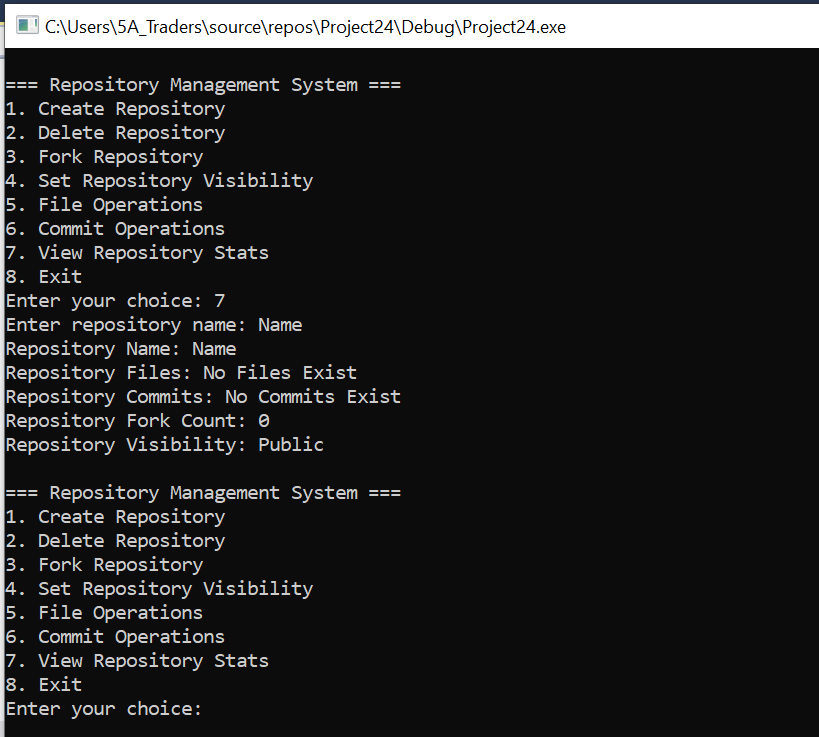 C:\Users\5A_Traders\source\repos\Project24\Debug\Project24.exe
=== Repository Management System ===
1. Create Repository
2. Delete Repository
3. Fork Repository
4. Set Repository Visibility
5. File Operations
6. Commit Operations
7. View Repository Stats
8. Exit
Enter your choice: 7
Enter repository name: Name
Repository Name: Name
Repository Files: No Files Exist
Repository Commits: No Commits Exist
Repository Fork Count: 0
Repository Visibility: Public
=== Repository Management System ===
1. Create Repository
2. Delete Repository
3. Fork Repository
4. Set Repository Visibility
5. File Operations
6. Commit Operations
7. View Repository Stats
8. Exit
Enter your choice: